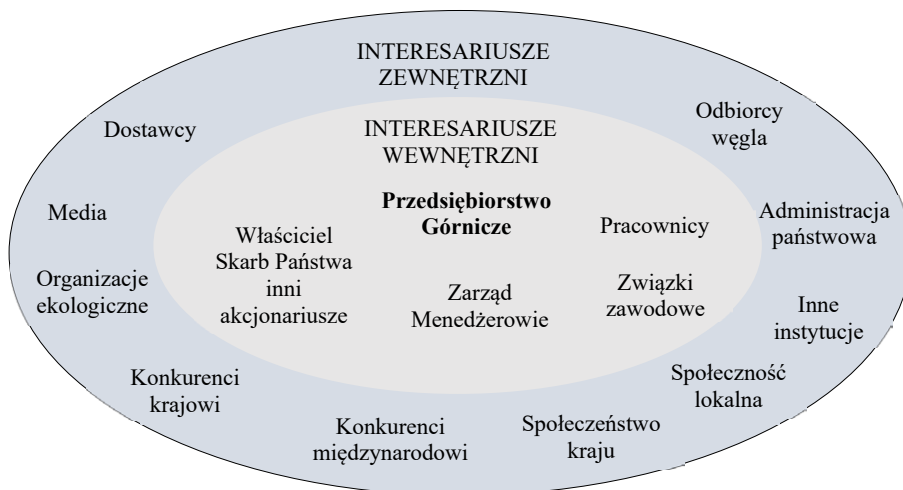 INTERESARIUSZE
ZEWNĘTRZNI
Dostawcy
Odbiorcy
węgla
INTERESARIUSZE
WEWNĘTRZNI
Media
Przedsiębiorstwo
Górnicze
Administracja
państwowa
Właściciel
Skarb Państwa
inni
akcjonariusze
Pracownicy
Organizacje
ekologiczne
Zarząd
Menedżerowie
Związki
zawodowe
Inne
instytucje
Konkurenci
krajowi
Społeczność
lokalna
Konkurenci
międzynarodowi
Społeczeństwo
kraju